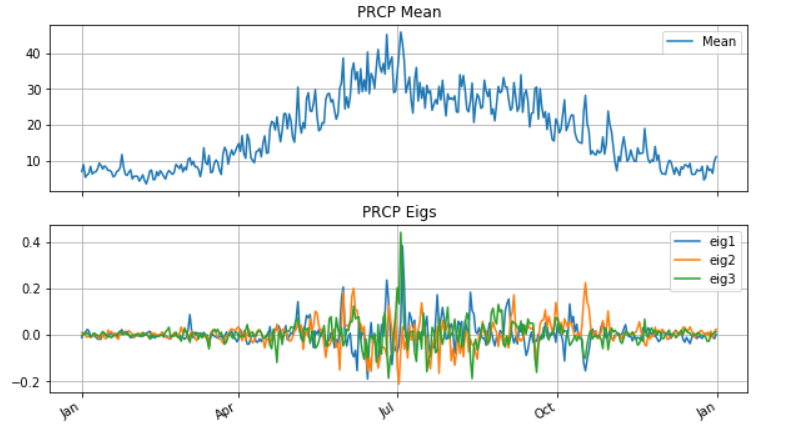 PRCP Mean
Mean
40
30
20
10
PRCP Eigs
eig1
eig2
eig3
0.4
0.2
0.0
−0.2
Jan Apr Jul Oct Jan